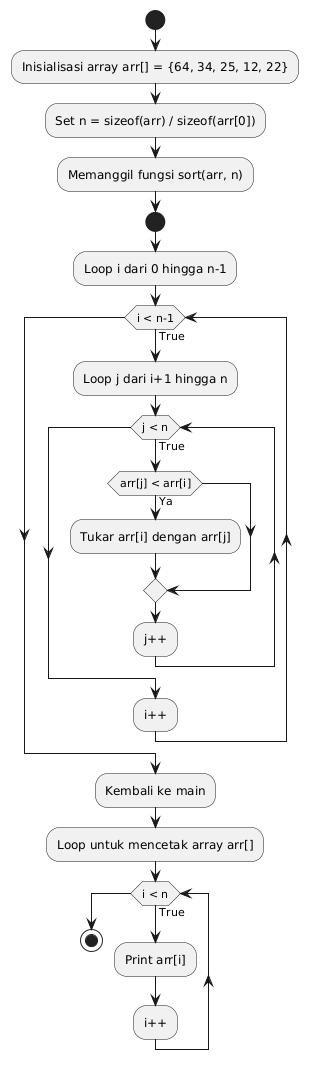 Inisialisasi array arr[] = {64, 34, 25, 12, 22}
Set n = sizeof(arr) / sizeof(arr[0])
Memanggil fungsi sort(arr, n)
Loop i dari 0 hingga n-1
i < n-1
True
Loop j dari i+1 hingga n
j < n
True
arr[j] < arr[i]
Ya
Tukar arr[i] dengan arr[j]
j++
i++
Kembali ke main
Loop untuk mencetak array arr[]
i < n
True
Print arr[i]
i++